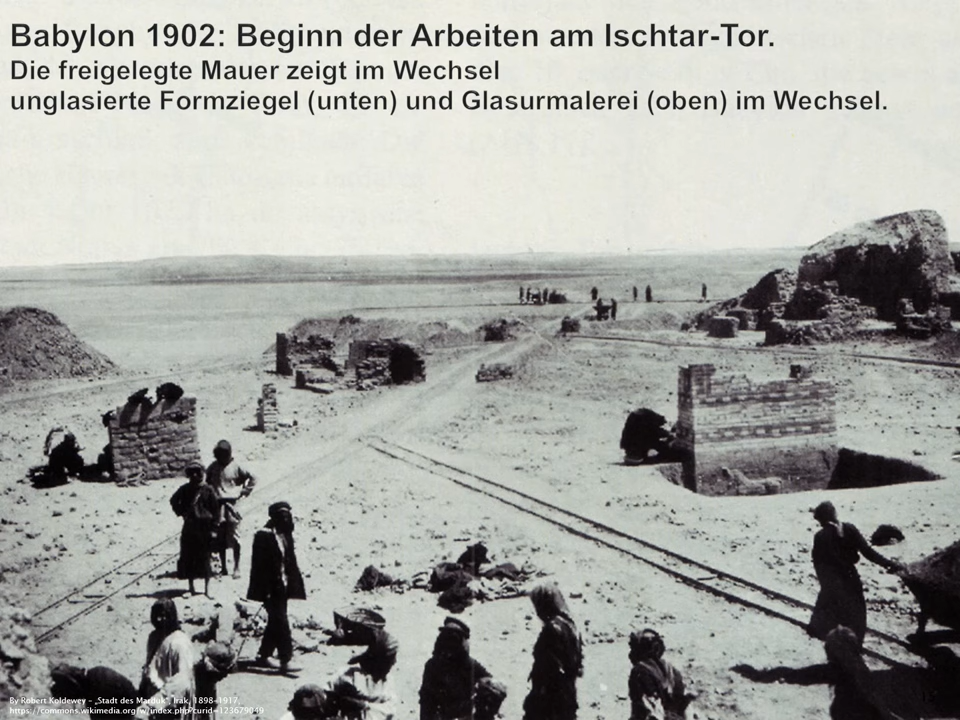 Babylon 1902: Beginn der Arbeiten am Ischtar-Tor.
Die freigelegte Mauer zeigt im Wechsel
unglasierte Formziegel (unten) und Glasurmalerei (oben) im Wechsel.
By Robert Koldewey - „Stadt des Marduk", Irak, 1898-1917,
https://commons.wikimedia.org/w/index.php?curid=123679049